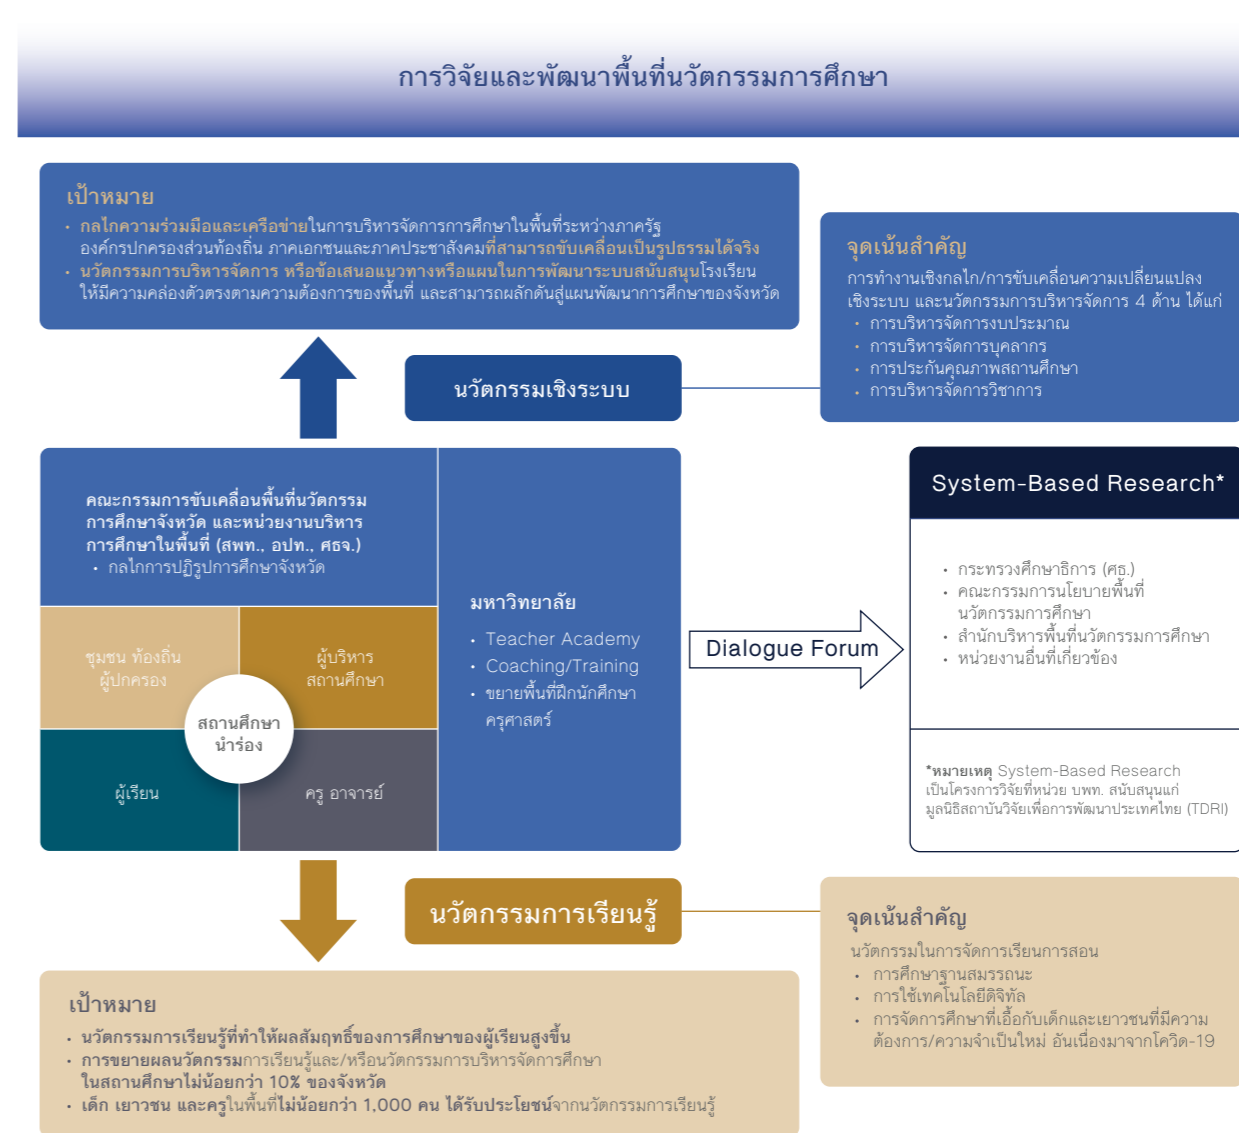 การวิจัยและพัฒนาพื้นที่นวัตกรรมการศึกษา
เป้าหมาย
• กลไกความร่วมมือและเครือข่ายในการบริหารจัดการการศึกษาในพื้นที่ระหว่างภาครัฐ
องค์กรปกครองส่วนท้องถิ่น ภาคเอกชนและภาคประชาสังคมที่สามารถขับเคลื่อนเป็นรูปธรรมได้จริง
• นวัตกรรมการบริหารจัดการ หรือข้อเสนอแนวทางหรือแผนในการพัฒนาระบบสนับสนุนโรงเรียน
ให้มีความคล่องตัวตรงตามความต้องการของพื้นที่ และสามารถผลักดันสู่แผนพัฒนาการศึกษาของจังหวัด
จุดเน้นสำคัญ
การทำงานเชิงกลไก/การขับเคลื่อนความเปลี่ยนแปลง
เชิงระบบ และนวัตกรรมการบริหารจัดการ 4 ด้าน ได้แก่
• การบริหารจัดการงบประมาณ
• การบริหารจัดการบุคลากร
• การประกันคุณภาพสถานศึกษา
• การบริหารจัดการวิชาการ
นวัตกรรมเชิงระบบ
คณะกรรมการขับเคลื่อนพื้นที่นวัตกรรม
การศึกษาจังหวัด และหน่วยงานบริหาร
การศึกษาในพื้นที่ (สพท., อปท., ศธจ.)
• กลไกการปฏิรูปการศึกษาจังหวัด
ชุมชน ท้องถิ่น
ผู้ปกครอง
ผู้บริหาร
สถานศึกษา
สถานศึกษา
นำร่อง
ผู้เรียน
ครู อาจารย์
มหาวิทยาลัย
• Teacher Academy
• Coaching/Training
• ขยายพื้นที่ฝึกนักศึกษา
ครุศาสตร์
Dialogue Forum
System-Based Research*
• กระทรวงศึกษาธิการ (ศธ.)
• คณะกรรมการนโยบายพื้นที่
นวัตกรรมการศึกษา
• สำนักบริหารพื้นที่นวัตกรรมการศึกษา
• หน่วยงานอื่นที่เกี่ยวข้อง
*หมายเหตุ System-Based Research
เป็นโครงการวิจัยที่หน่วย บพท. สนับสนุนแก่
มูลนิธิสถาบันวิจัยเพื่อการพัฒนาประเทศไทย (TDRI)
นวัตกรรมการเรียนรู้
จุดเน้นสำคัญ
นวัตกรรมในการจัดการเรียนการสอน
• การศึกษาฐานสมรรถนะ
• การใช้เทคโนโลยีดิจิทัล
• การจัดการศึกษาที่เอื้อกับเด็กและเยาวชนที่มีความ
ต้องการ/ความจำเป็นใหม่ อันเนื่องมาจากโควิด-19
เป้าหมาย
• นวัตกรรมการเรียนรู้ที่ทำให้ผลสัมฤทธิ์ของการศึกษาของผู้เรียนสูงขึ้น
• การขยายผลนวัตกรรมการเรียนรู้และ/หรือนวัตกรรมการบริหารจัดการศึกษา
ในสถานศึกษาไม่น้อยกว่า 10% ของจังหวัด
• เด็ก เยาวชน และครูในพื้นที่ไม่น้อยกว่า 1,000 คน ได้รับประโยชน์จากนวัตกรรมการเรียนรู้